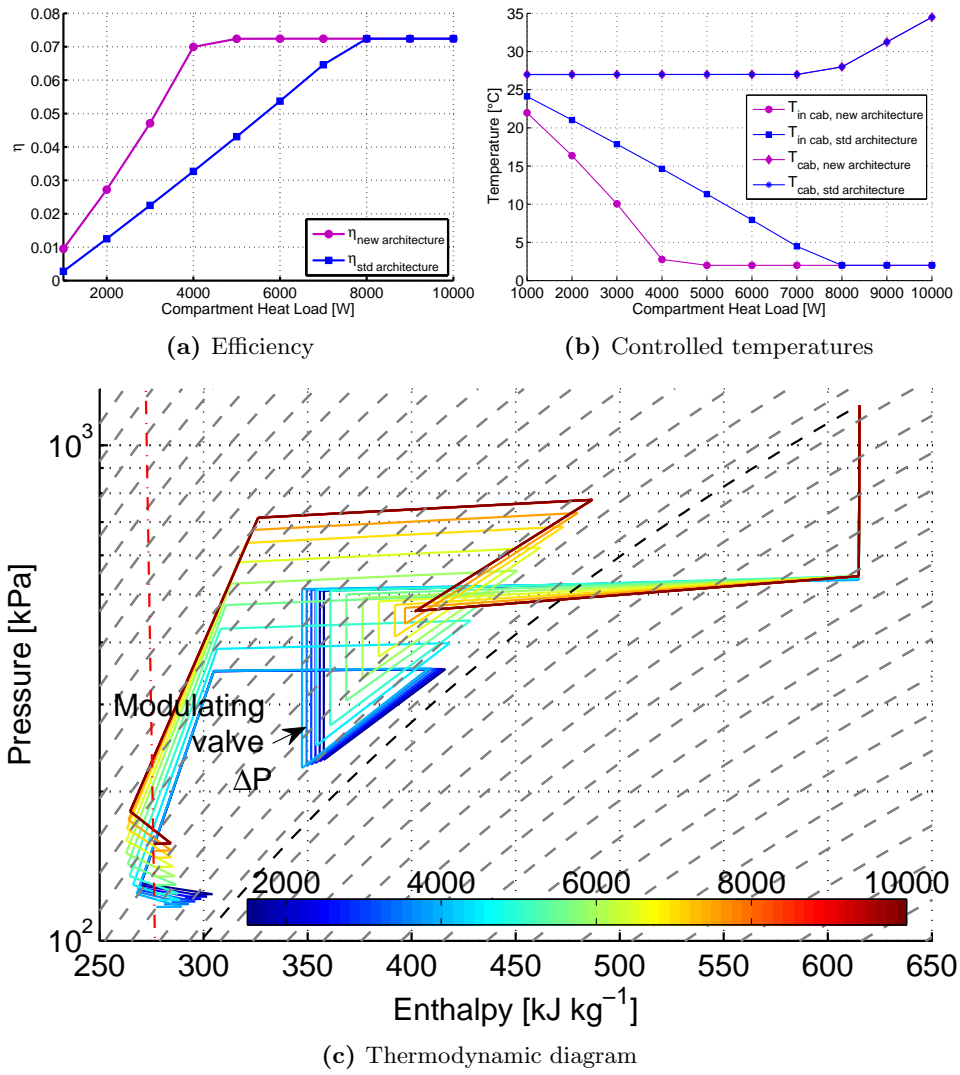 0.08
0.07
0.06
0.05
0.04
0.03
0.02
0.01
0
η
2000 4000 6000 8000 10000
Compartment Heat Load [W]
η new architecture
η std architecture
(a) Efficiency
35
30
25
20
15
10
5
0
Temperature [°C]
1000 2000 3000 4000 5000 6000 7000 8000 9000 10000
Compartment Heat Load [W]
T in cab, new architecture
T in cab, std architecture
T cab, new architecture
T cab, std architecture
(b) Controlled temperatures
10³
10²
Pressure [kPa]
Modulating
valve
ΔP
2000 4000 6000 8000 10000
250 300 350 400 450 500 550 600 650
Enthalpy [kJ kg⁻¹]
(c) Thermodynamic diagram